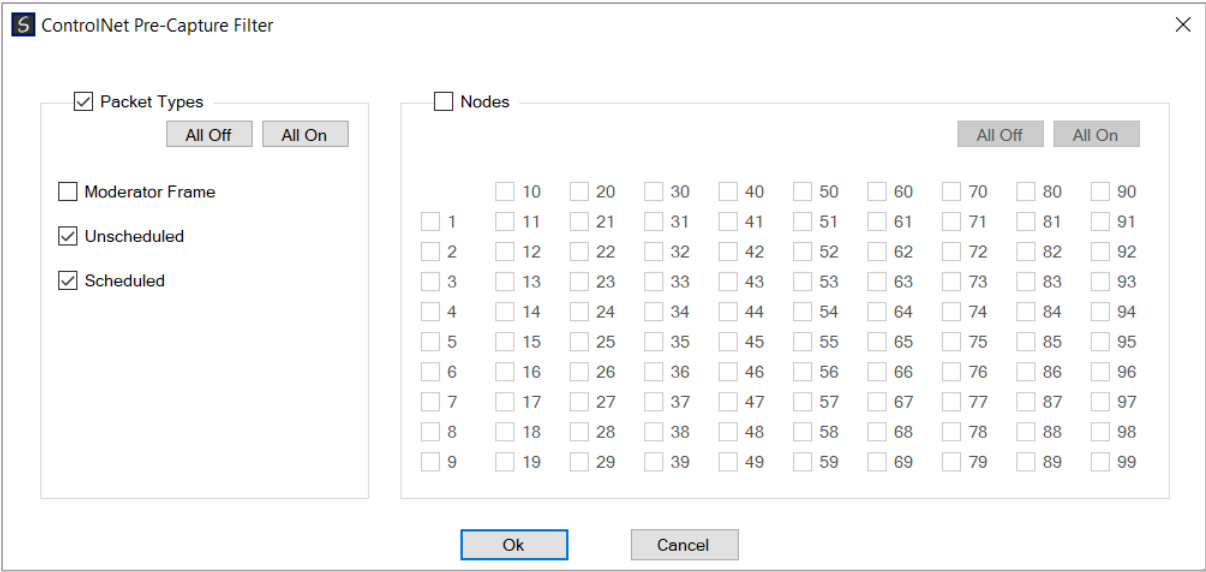 S ControlNet Pre-Capture Filter
Packet Types
All Off All On
Moderator Frame
Unscheduled
Scheduled
Nodes
All Off All On
10 20 30 40 50 60 70 80 90
1 11 21 31 41 51 61 71 81 91
2 12 22 32 42 52 62 72 82 92
3 13 23 33 43 53 63 73 83 93
4 14 24 34 44 54 64 74 84 94
5 15 25 35 45 55 65 75 85 95
6 16 26 36 46 56 66 76 86 96
7 17 27 37 47 57 67 77 87 97
8 18 28 38 48 58 68 78 88 98
9 19 29 39 49 59 69 79 89 99
Ok Cancel